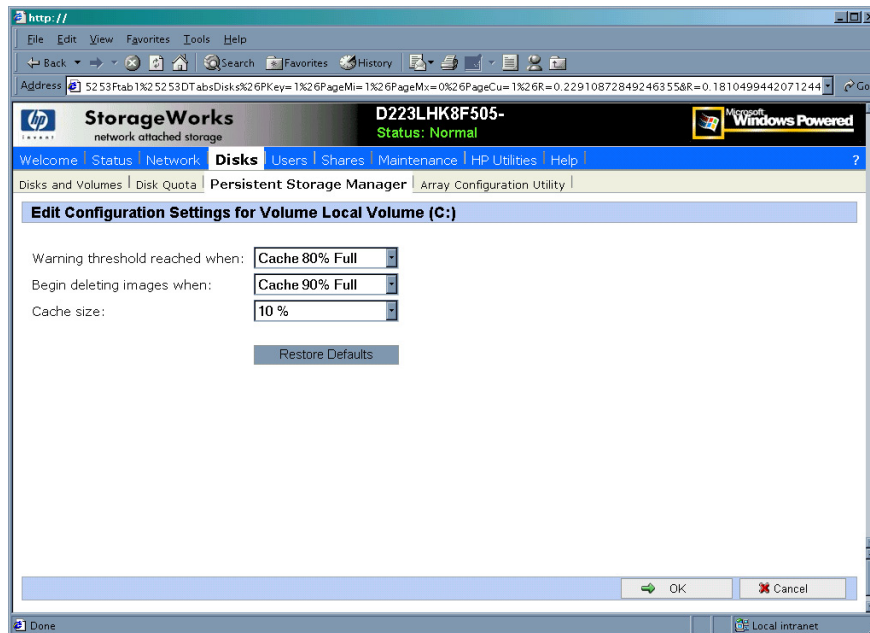 http://
File Edit View Favorites Tools Help
Back Search Favorites History
Address 5253Ftab1%25253DTabsDisks%26PKey=1%26PageMi=1%26PageMx=0%26PageCu=1%26R=0.22910872849246355&R=0.1810499442071244 Go
hp StorageWorks D223LHK8F505- Microsoft Windows Powered
invent network attached storage Status: Normal
Welcome Status Network Disks Users Shares Maintenance HP Utilities Help ?
Disks and Volumes Disk Quota Persistent Storage Manager Array Configuration Utility
Edit Configuration Settings for Volume Local Volume (C:)
Warning threshold reached when: Cache 80% Full
Begin deleting images when: Cache 90% Full
Cache size: 10 %
Restore Defaults
OK Cancel
Done Local intranet